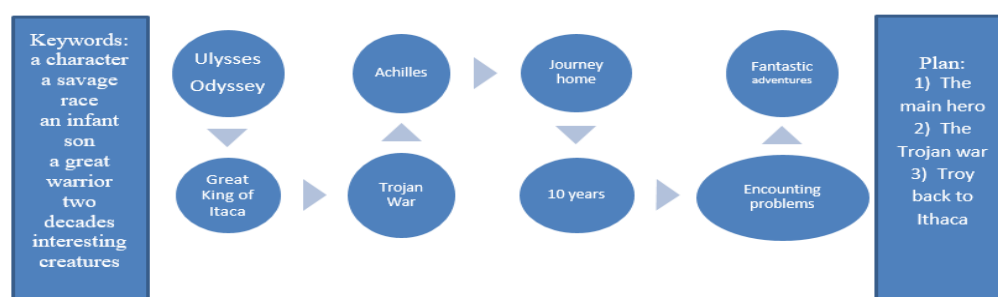 Keywords:
a character
a savage
race
an infant
son
a great
warrior
two
decades
interesting
creatures
Ulysses
Odyssey
Great
King of
Itaca
Trojan
War
Achilles
Journey
home
10 years
Encounting
problems
Fantastic
adventures
Plan:
1) The
main hero
2) The
Trojan war
3) Troy
back to
Ithaca